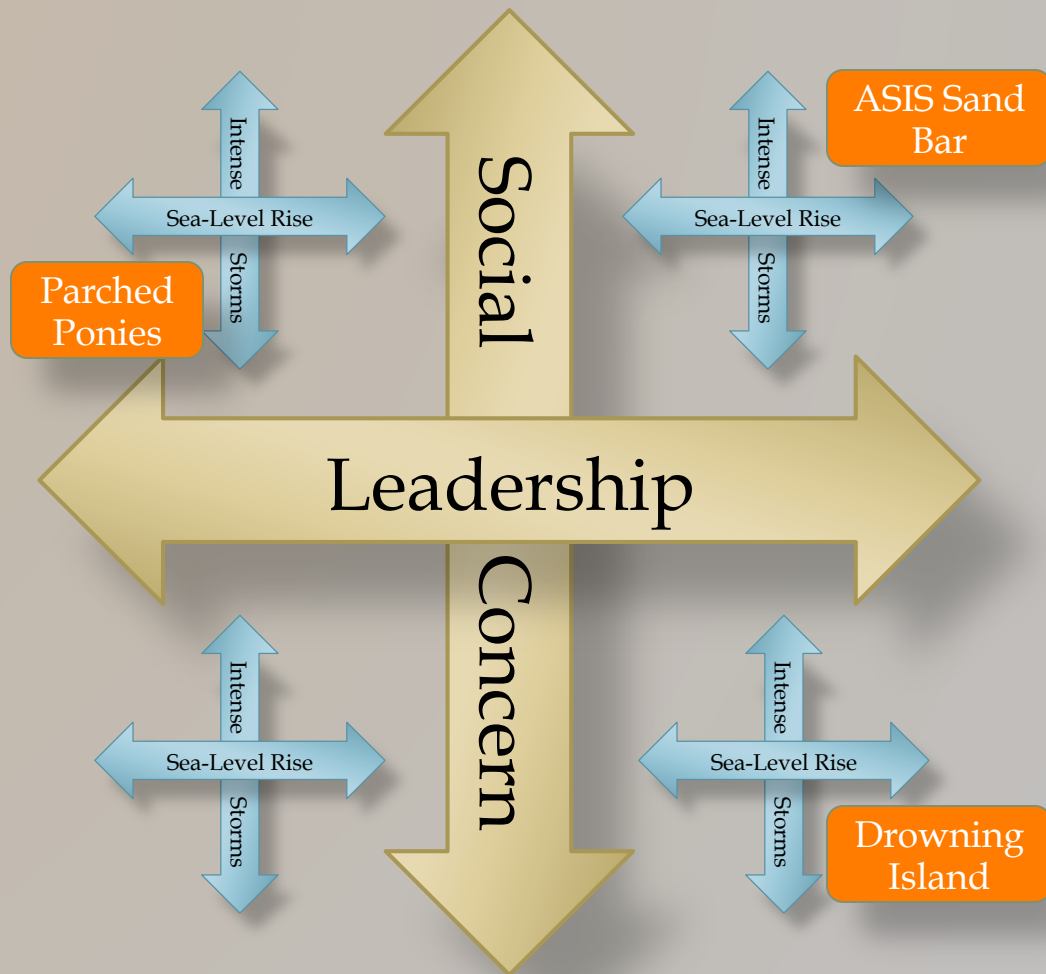 Intense
Sea-Level Rise
Storms
Parched
Ponies
Social
Concern
Intense
Sea-Level Rise
Storms
ASIS Sand
Bar
Leadership
Intense
Sea-Level Rise
Storms
Intense
Sea-Level Rise
Storms
Drowning
Island